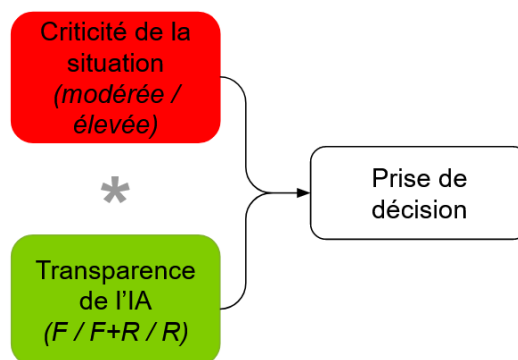 Criticité de la
situation
(modérée /
élevée)
*
Transparence
de l'IA
(F / F+R / R)
Prise de
décision